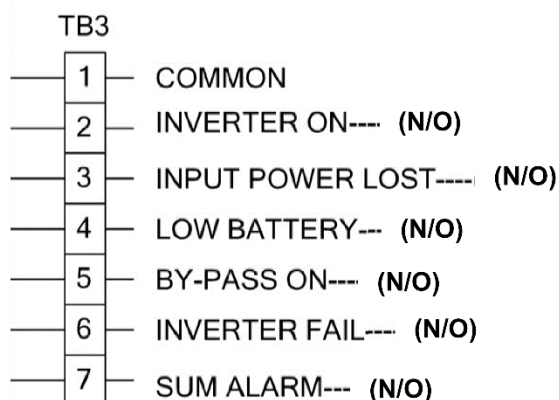 TB3
1 COMMON
2 INVERTER ON---- (N/O)
3 INPUT POWER LOST---- (N/O)
4 LOW BATTERY--- (N/O)
5 BY-PASS ON---- (N/O)
6 INVERTER FAIL---- (N/O)
7 SUM ALARM--- (N/O)